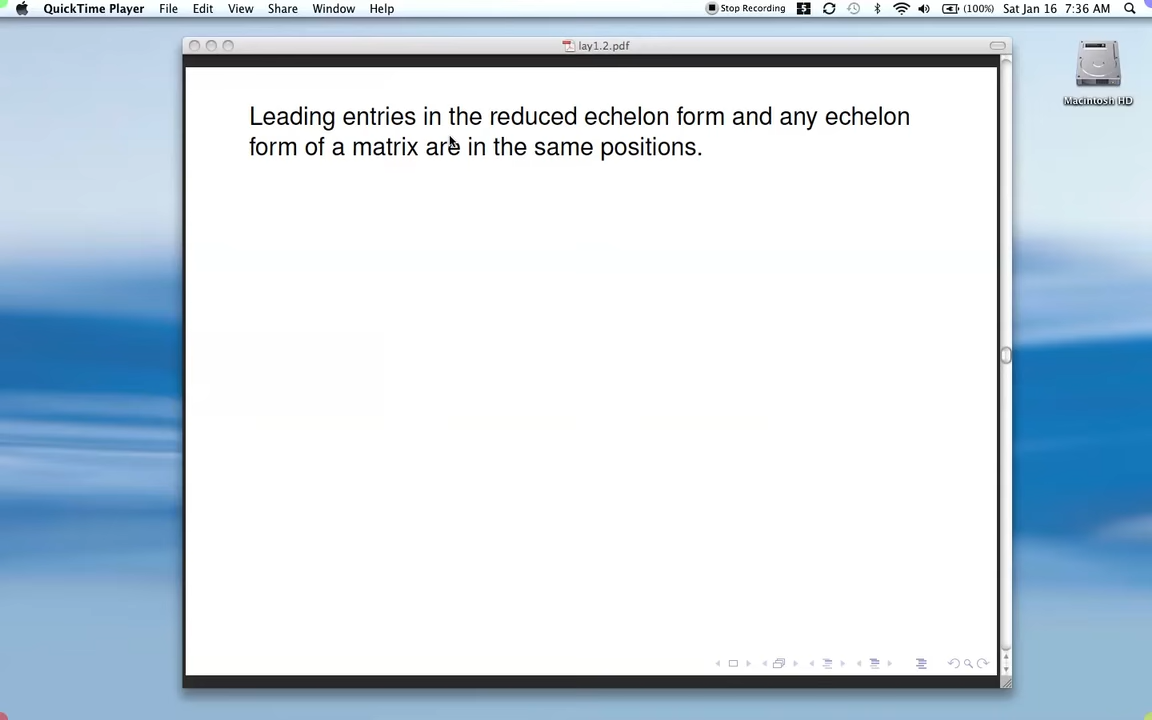 QuickTime Player File Edit View Share Window Help Stop Recording (100%) Sat Jan 16 7:36 AM
lay1.2.pdf
Macintosh HD
Leading entries in the reduced echelon form and any echelon
form of a matrix are in the same positions.